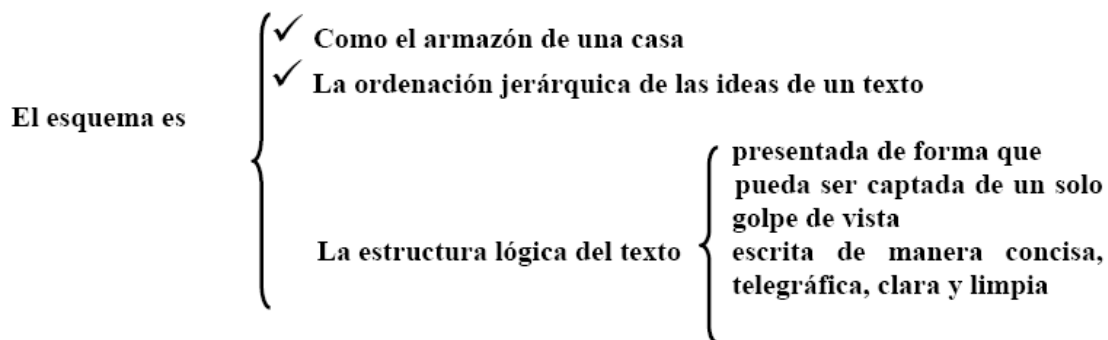 ✓ Como el armazón de una casa
✓ La ordenación jerárquica de las ideas de un texto
El esquema es
presentada de forma que
pueda ser captada de un solo
golpe de vista
La estructura lógica del texto
escrita de manera concisa,
telegráfica, clara y limpia